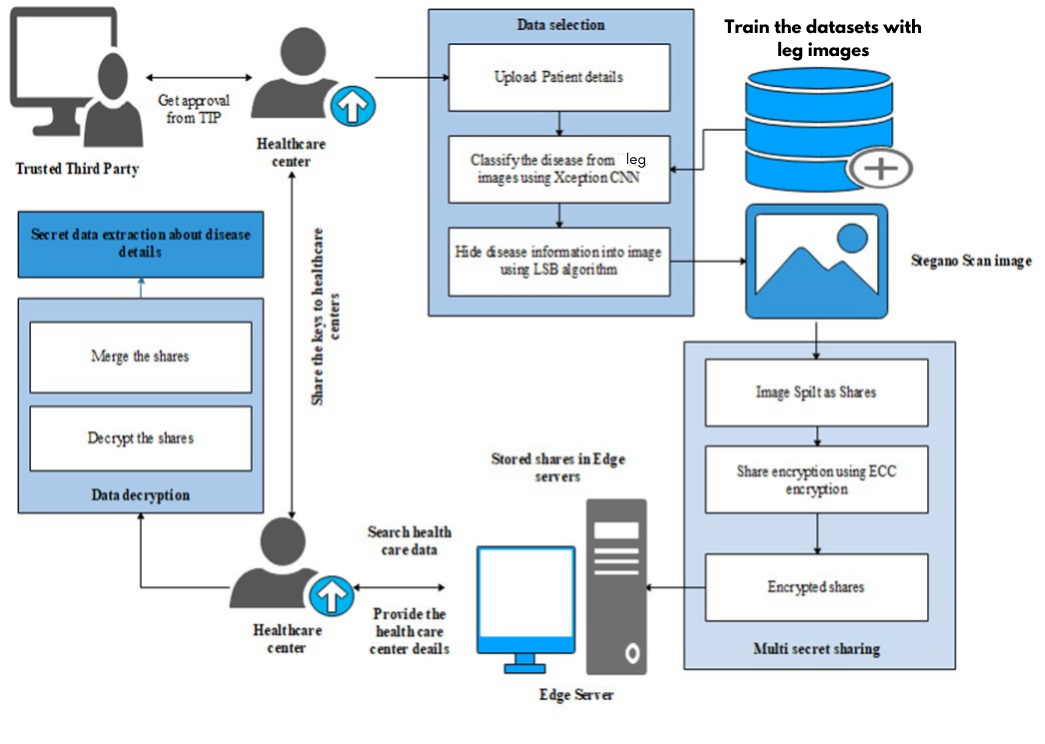 Train the datasets with
leg images
Data selection
Upload Patient details
Get approval
from TTP
Healthcare
center
Trusted Third Party
Classify the disease from leg
images using Xception CNN
Secret data extraction about disease
details
Hide disease information into image
using LSB algorithm
Stegano Scan image
Share the keys to healthcare
centers
Merge the shares
Decrypt the shares
Data decryption
Image Spilt as Shares
Share encryption using ECC
encryption
Encrypted shares
Multi secret sharing
Stored shares in Edge
servers
Search health
care data
Provide the
health care
center deails
Healthcare
center
Edge Server